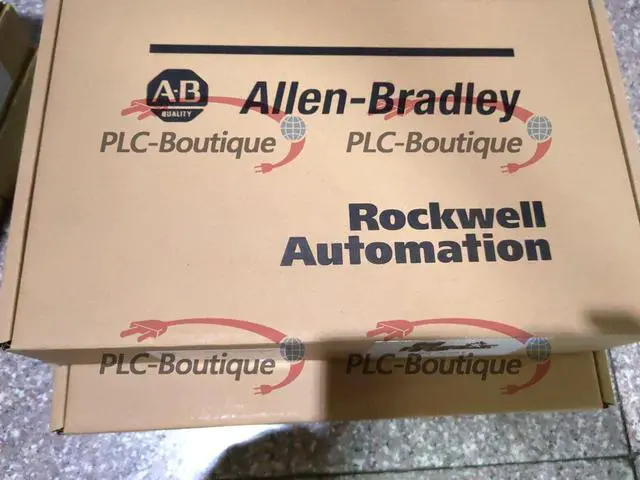 A-B
QUALITY
Allen-Bradley
PLC-Boutique
PLC-Boutique
Rockwell
Automation
PLC-Boutique
PLC-Boutique